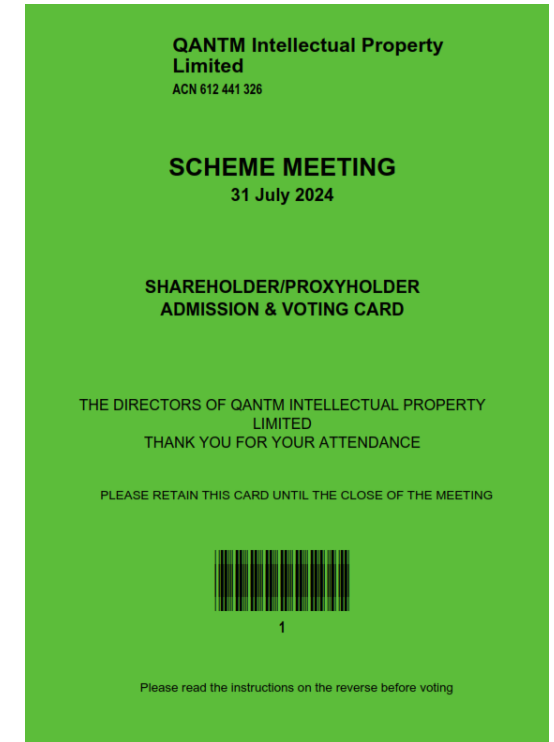 QANTM Intellectual Property
Limited
ACN 612 441 326
SCHEME MEETING
31 July 2024
SHAREHOLDER/PROXYHOLDER
ADMISSION & VOTING CARD
THE DIRECTORS OF QANTM INTELLECTUAL PROPERTY
LIMITED
THANK YOU FOR YOUR ATTENDANCE
PLEASE RETAIN THIS CARD UNTIL THE CLOSE OF THE MEETING
1
Please read the instructions on the reverse before voting